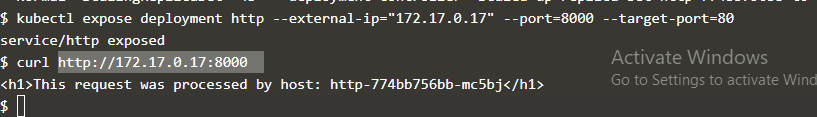 $ kubectl expose deployment http --external-ip="172.17.0.17" --port=8000 --target-port=80
service/http exposed
$ curl http://172.17.0.17:8000
<h1>This request was processed by host: http-774bb756bb-mc5bj</h1>
$
Activate Windows
Go to Settings to activate Wind